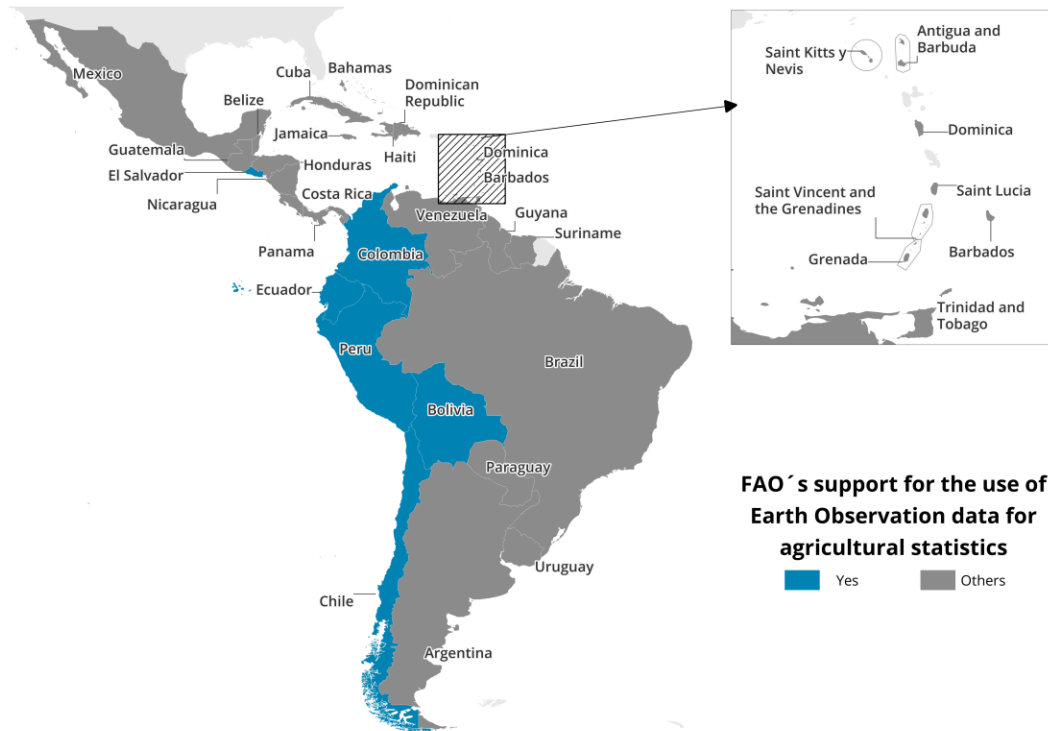 Mexico
Cuba
Bahamas
Dominican
Republic
Belize
Jamaica
Haiti
Guatemala
El Salvador
Honduras
Nicaragua
Costa Rica
Panama
Dominica
Barbados
Venezuela
Guyana
Suriname
Colombia
Ecuador
Peru
Brazil
Bolivia
Paraguay
Uruguay
Chile
Argentina
Saint Kitts y
Nevis
Antigua and
Barbuda
Dominica
Saint Lucia
Saint Vincent and
the Grenadines
Grenada
Barbados
Trinidad and
Tobago
FAO´s support for the use of
Earth Observation data for
agricultural statistics
Yes
Others